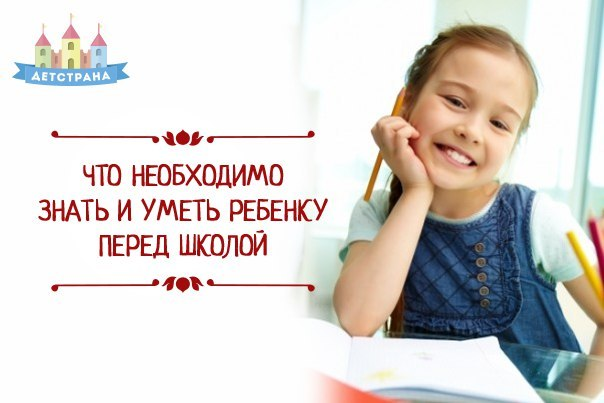 ДЕТСТРАНА
ЧТО НЕОБХОДИМО
ЗНАТЬ И УМЕТЬ РЕБЕНКУ
ПЕРЕД ШКОЛОЙ